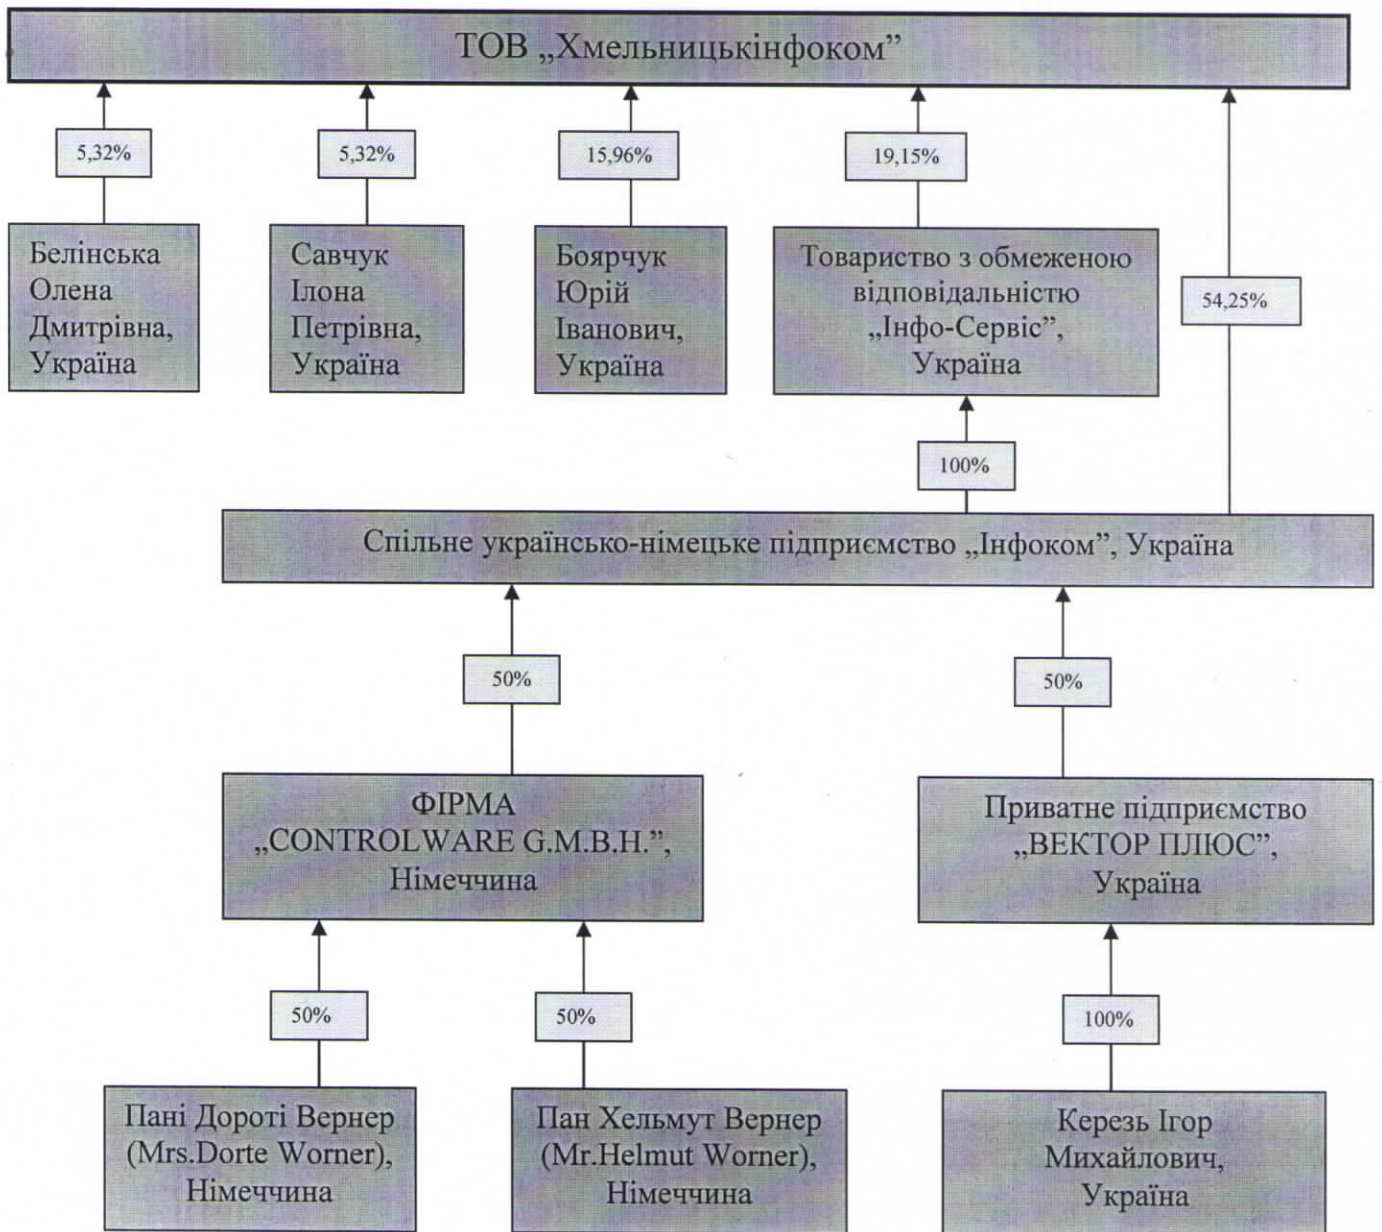 ТОВ „Хмельницькінфоком”
5,32%
5,32%
15,96%
19,15%
Белінська
Олена
Дмитрівна,
Україна
Савчук
Ілона
Петрівна,
Україна
Боярчук
Юрій
Іванович,
Україна
Товариство з обмеженою
відповідальністю
„Інфо-Сервіс”,
Україна
54,25%
100%
Спільне українсько-німецьке підприємство „Інфоком”, Україна
50%
50%
ФІРМА
„CONTROLWARE G.M.B.H.”,
Німеччина
Приватне підприємство
„ВЕКТОР ПЛЮС”,
Україна
50%
50%
100%
Пані Дороті Вернер
(Mrs.Dorte Worner),
Німеччина
Пан Хельмут Вернер
(Mr.Helmut Worner),
Німеччина
Керезь Ігор
Михайлович,
Україна